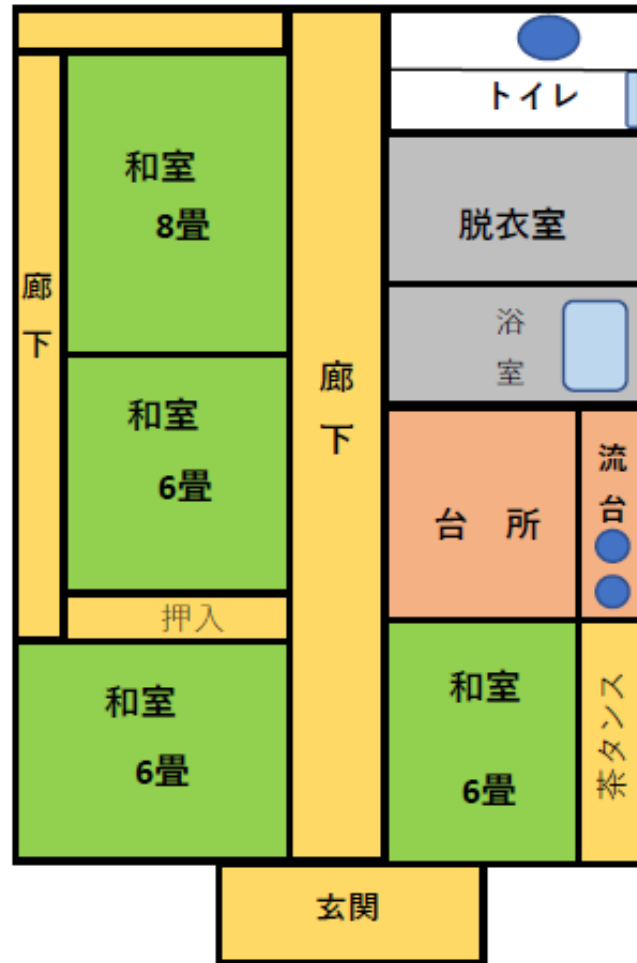 トイレ
和室
8畳
脱衣室
廊下
浴室
廊下
和室
6畳
流台
台 所
押入
和室
6畳
和室
6畳
茶タンス
玄関